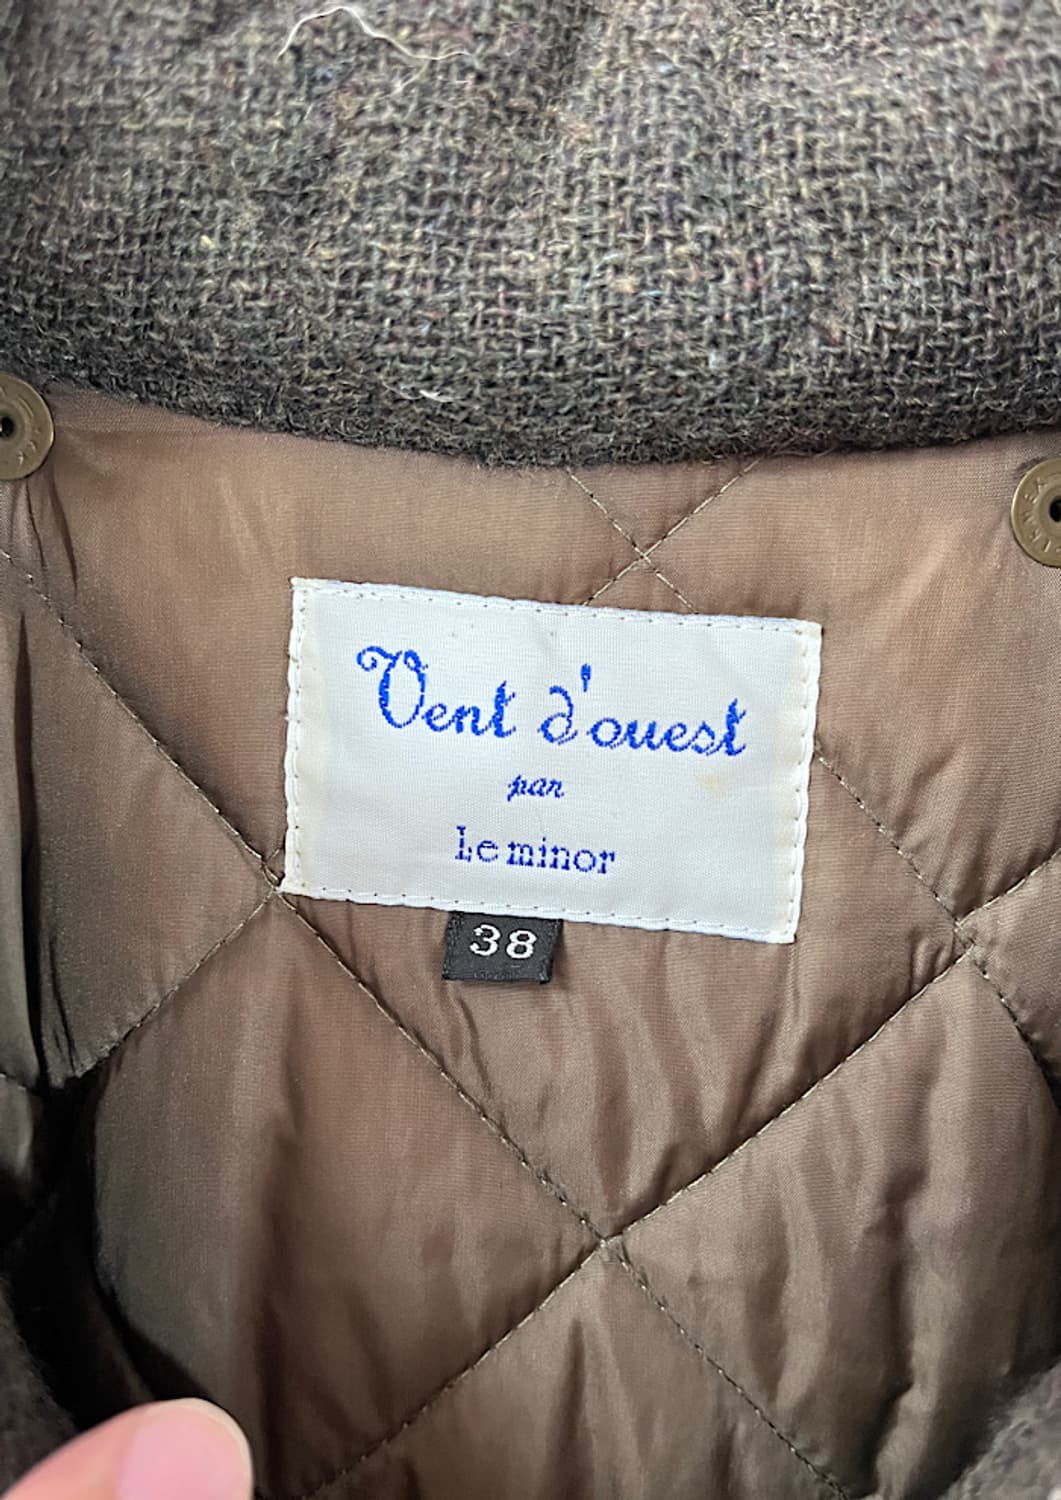 Vent d'ouest
par
Le minor
38